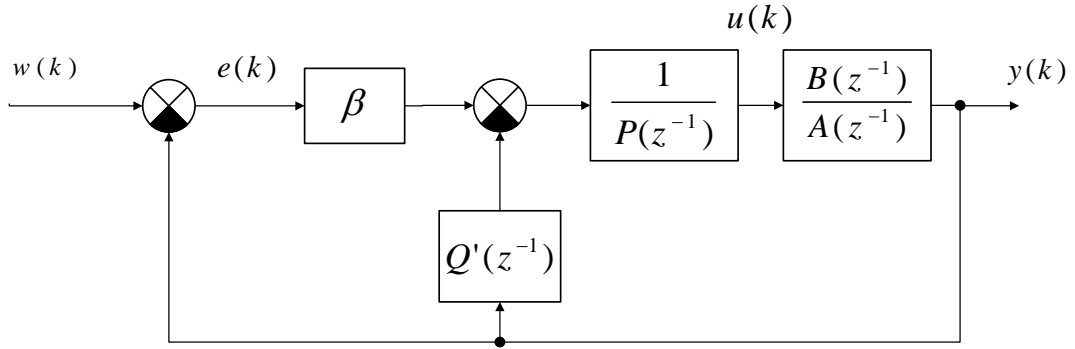 u(k)
w(k)
e(k)
y(k)
β
1
P(z⁻¹)
B(z⁻¹)
A(z⁻¹)
Q'(z⁻¹)